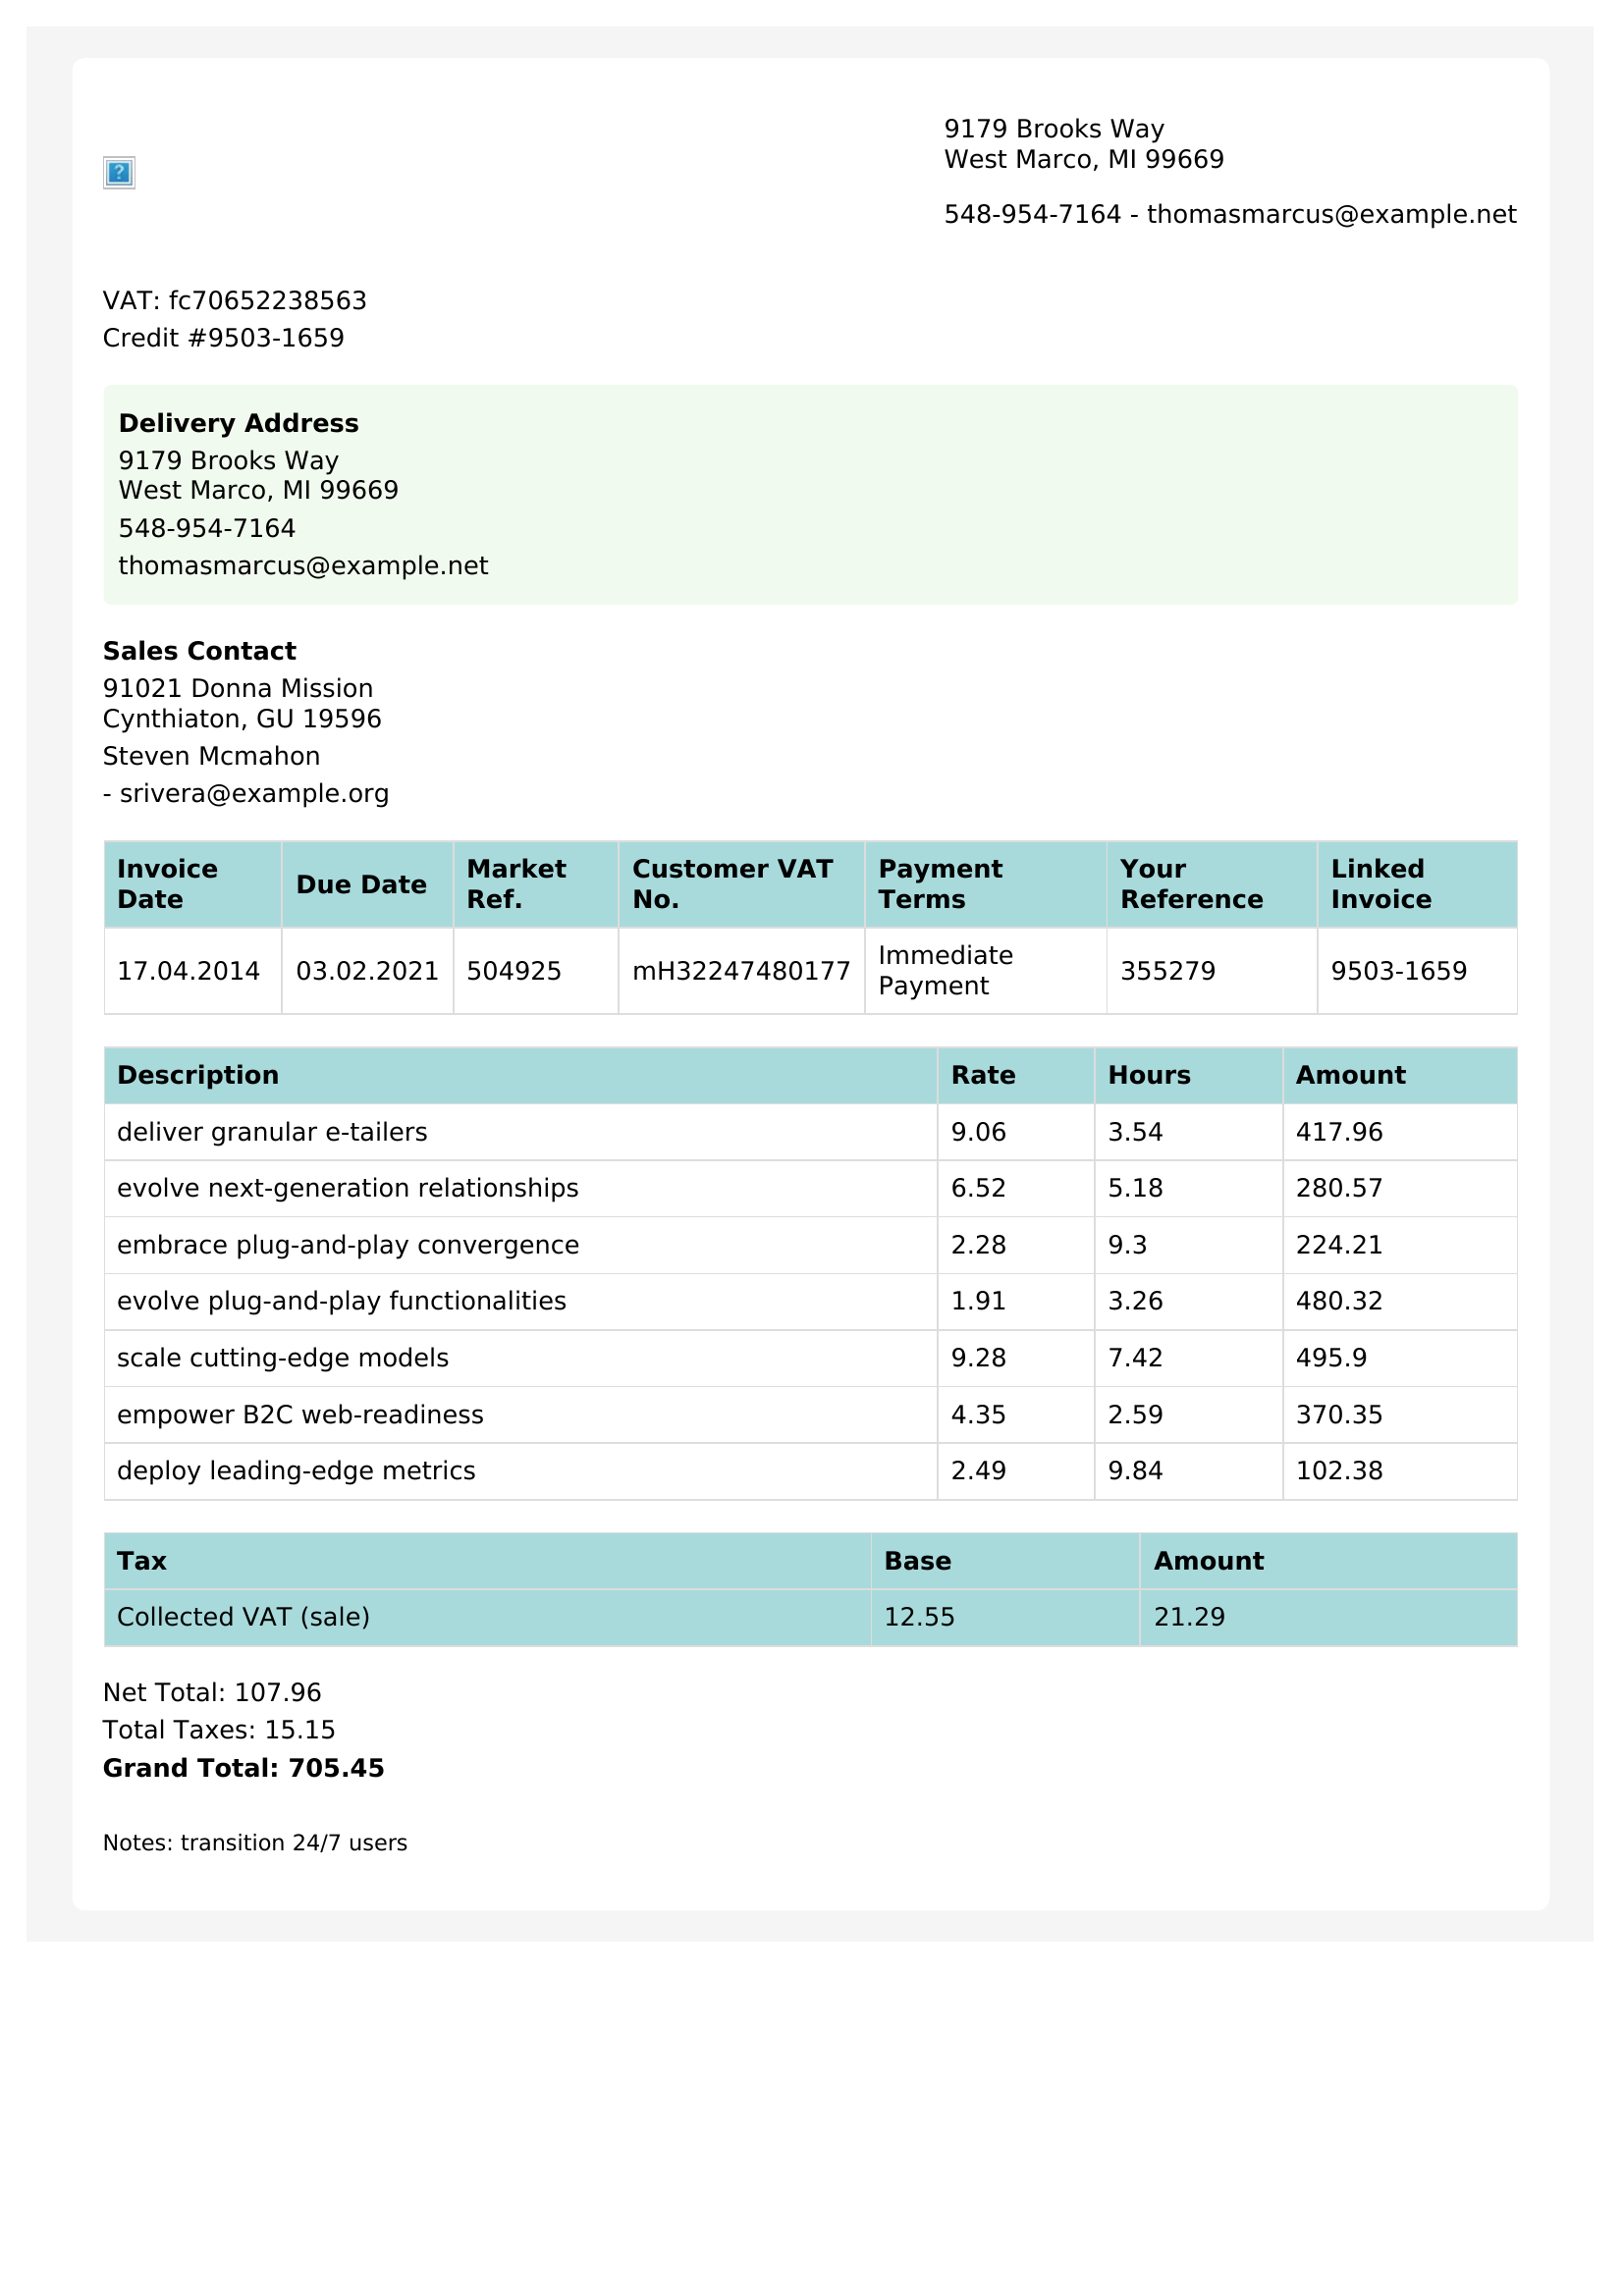 9179 Brooks Way
West Marco, MI 99669
548-954-7164 - thomasmarcus@example.net
VAT: fc70652238563
Credit #9503-1659
Delivery Address
9179 Brooks Way
West Marco, MI 99669
548-954-7164
thomasmarcus@example.net
Sales Contact
91021 Donna Mission
Cynthiaton, GU 19596
Steven Mcmahon
- srivera@example.org
Invoice Date Due Date Market Ref. Customer VAT No. Payment Terms Your Reference Linked Invoice
17.04.2014 03.02.2021 504925 mH32247480177 Immediate Payment 355279 9503-1659
Description Rate Hours Amount
deliver granular e-tailers 9.06 3.54 417.96
evolve next-generation relationships 6.52 5.18 280.57
embrace plug-and-play convergence 2.28 9.3 224.21
evolve plug-and-play functionalities 1.91 3.26 480.32
scale cutting-edge models 9.28 7.42 495.9
empower B2C web-readiness 4.35 2.59 370.35
deploy leading-edge metrics 2.49 9.84 102.38
Tax Base Amount
Collected VAT (sale) 12.55 21.29
Net Total: 107.96
Total Taxes: 15.15
Grand Total: 705.45
Notes: transition 24/7 users